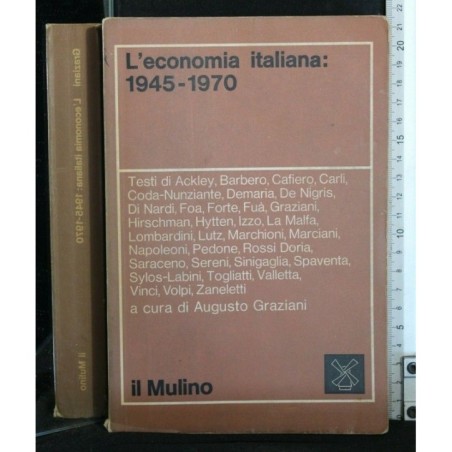 L'economia italiana:
1945-1970
Testi di Ackley, Barbero, Cafiero, Carli,
Coda-Nunziante, Demaria, De Nigris,
Di Nardi, Foa, Forte, Fuà, Graziani,
Hirschman, Hytten, Izzo, La Malfa,
Lombardini, Lutz, Marchioni, Marciani,
Napoleoni, Pedone, Rossi Doria,
Saraceno, Sereni, Sinigaglia, Spaventa,
Sylos-Labini, Togliatti, Valletta,
Vinci, Volpi, Zaneletti
a cura di Augusto Graziani
il Mulino
Graziani L'economia italiana: 1945-1970
il Mulino